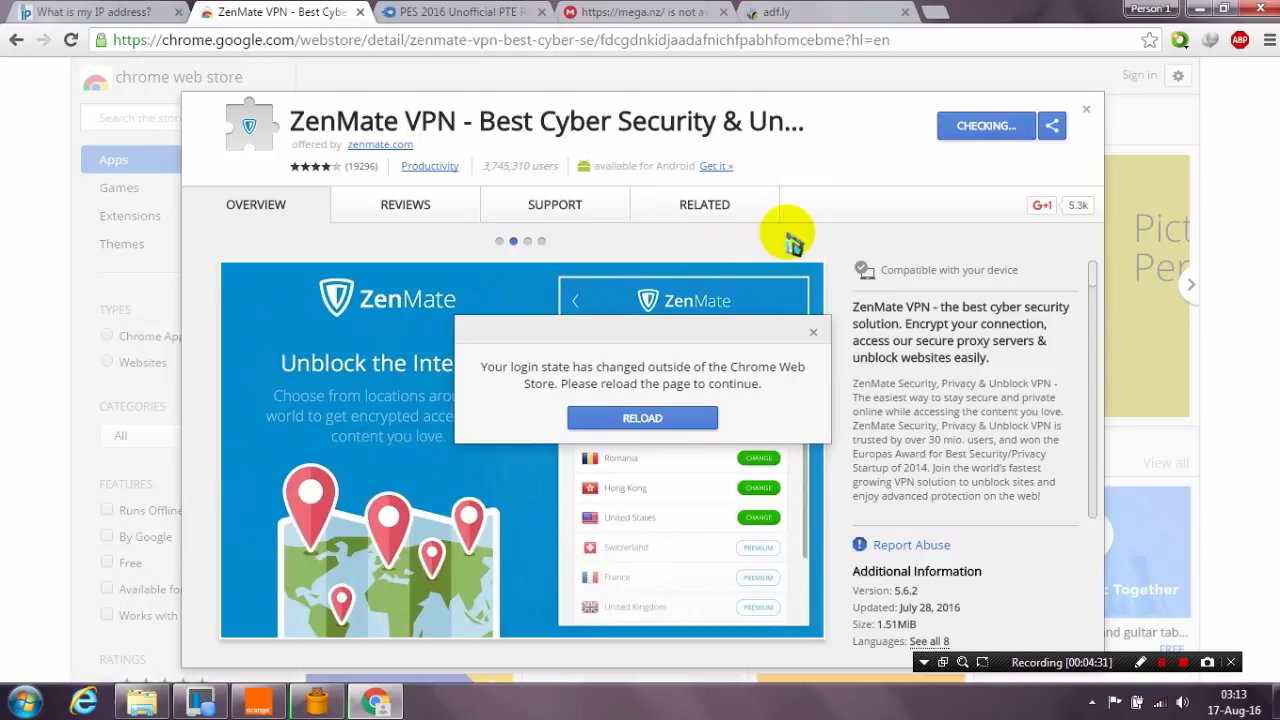 What is my IP address?
ZenMate VPN - Best Cybe
PES 2016 Unofficial PTE
https://mega.nz/ is not av
adf.ly
Person 1
https://chrome.google.com/webstore/detail/zenmate-vpn-best-cyber-se/fdcgdnkidjaadafnichfpabhfomcebme?hl=en
ABP
chrome web store
Sign in
Search the store
ZenMate VPN - Best Cyber Security & Un...
CHECKING...
offered by zenmate.com
(19296)
Productivity
3,745,310 users
available for Android Get it »
Apps
Games
Extensions
Themes
OVERVIEW
REVIEWS
SUPPORT
RELATED
G+1
5.3k
TYPES
Chrome App
Websites
CATEGORIES
All
FEATURES
Runs Offline
By Google
Free
Available fo
Works with
RATINGS
ZenMate
Unblock the Inte
Choose from locations arou
world to get encrypted acce
content you love.
ZenMate
Romania CHANGE
Hong Kong CHANGE
United States CHANGE
Switzerland PREMIUM
France PREMIUM
United Kingdom PREMIUM
Your login state has changed outside of the Chrome Web
Store. Please reload the page to continue.
RELOAD
Compatible with your device
ZenMate VPN - the best cyber security
solution. Encrypt your connection,
access our secure proxy servers &
unblock websites easily.
ZenMate Security, Privacy & Unblock VPN -
The easiest way to stay secure and private
online while accessing the content you love.
ZenMate Security, Privacy & Unblock VPN is
trusted by over 30 mio. users, and won the
Europas Award for Best Security/Privacy
Startup of 2014. Join the world's fastest
growing VPN solution to unblock sites and
enjoy advanced protection on the web!
Report Abuse
Additional Information
Version: 5.6.2
Updated: July 28, 2016
Size: 1.51MiB
Languages: See all 8
Pict
Per
View all
Together
and guitar tab...
FREE
Recording [00:04:31]
orange
03:13
17-Aug-16